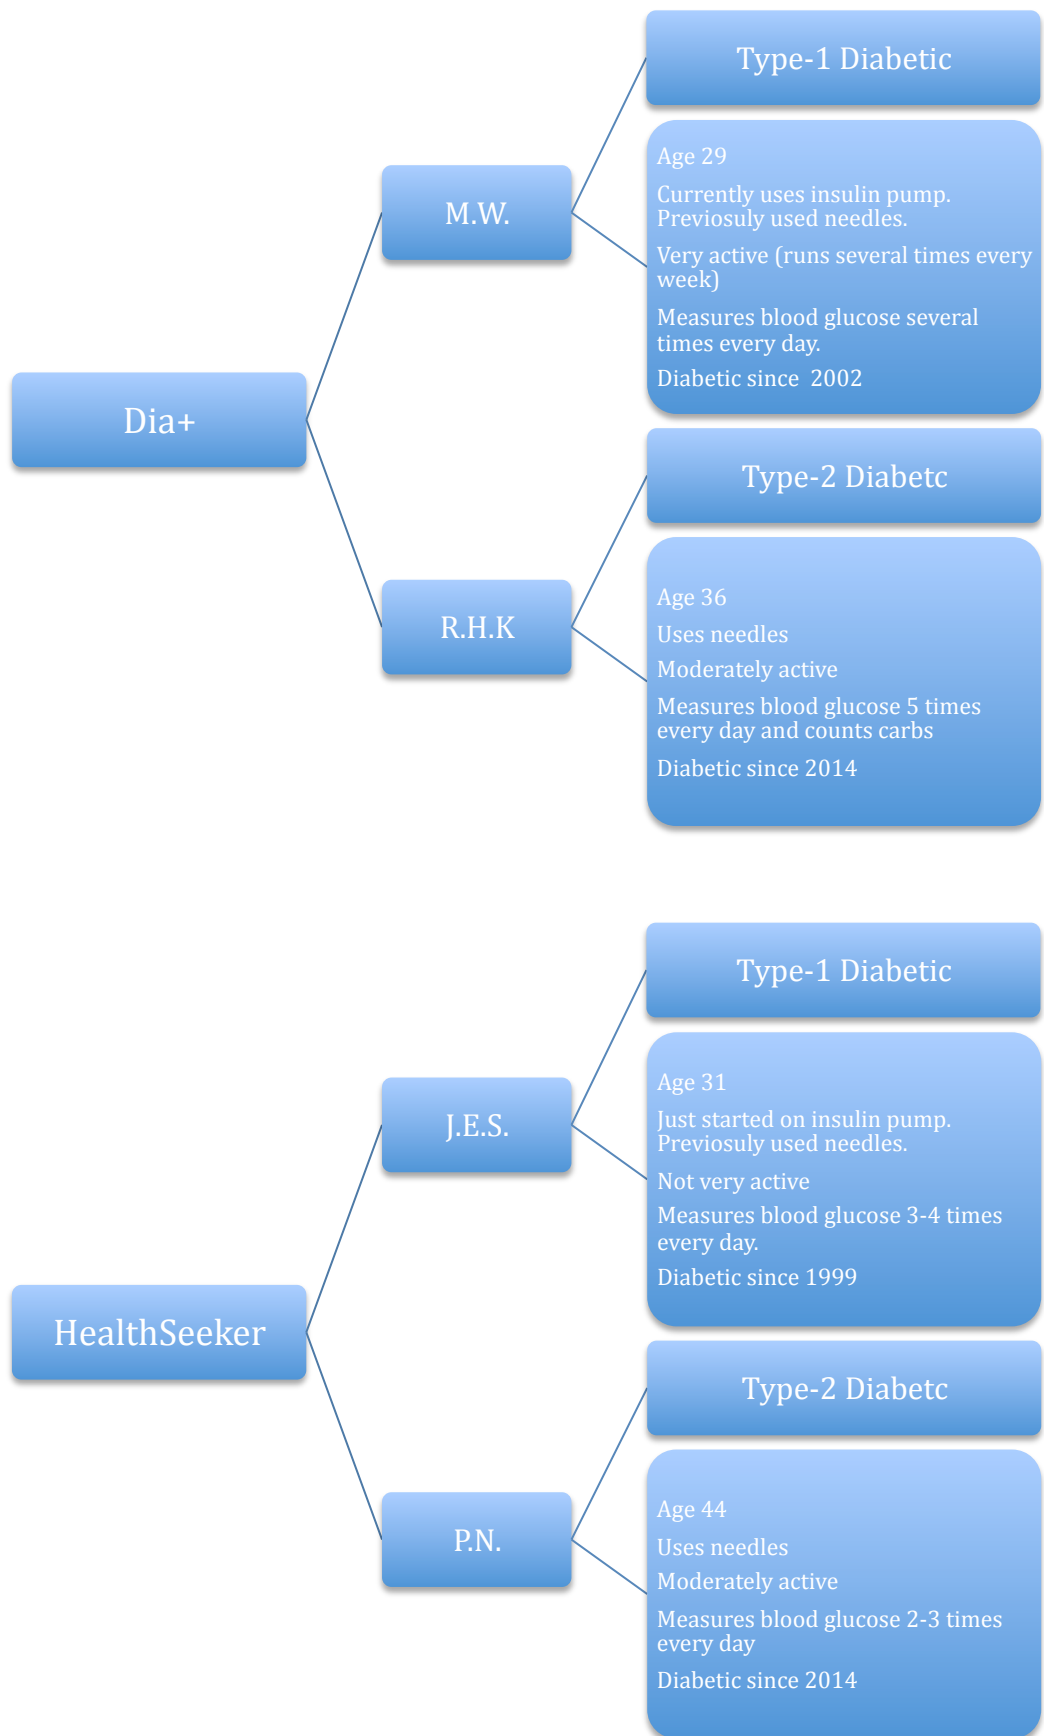 Dia+
M.W.
Type-1 Diabetic
Age 29
Currently uses insulin pump.
Previosuly used needles.
Very active (runs several times every
week)
Measures blood glucose several
times every day.
Diabetic since  2002
R.H.K
Type-2 Diabetc
Age 36
Uses needles
Moderately active
Measures blood glucose 5 times
every day and counts carbs
Diabetic since 2014
HealthSeeker
J.E.S.
Type-1 Diabetic
Age 31
Just started on insulin pump.
Previosuly used needles.
Not very active
Measures blood glucose 3-4 times
every day.
Diabetic since 1999
P.N.
Type-2 Diabetc
Age 44
Uses needles
Moderately active
Measures blood glucose 2-3 times
every day
Diabetic since 2014